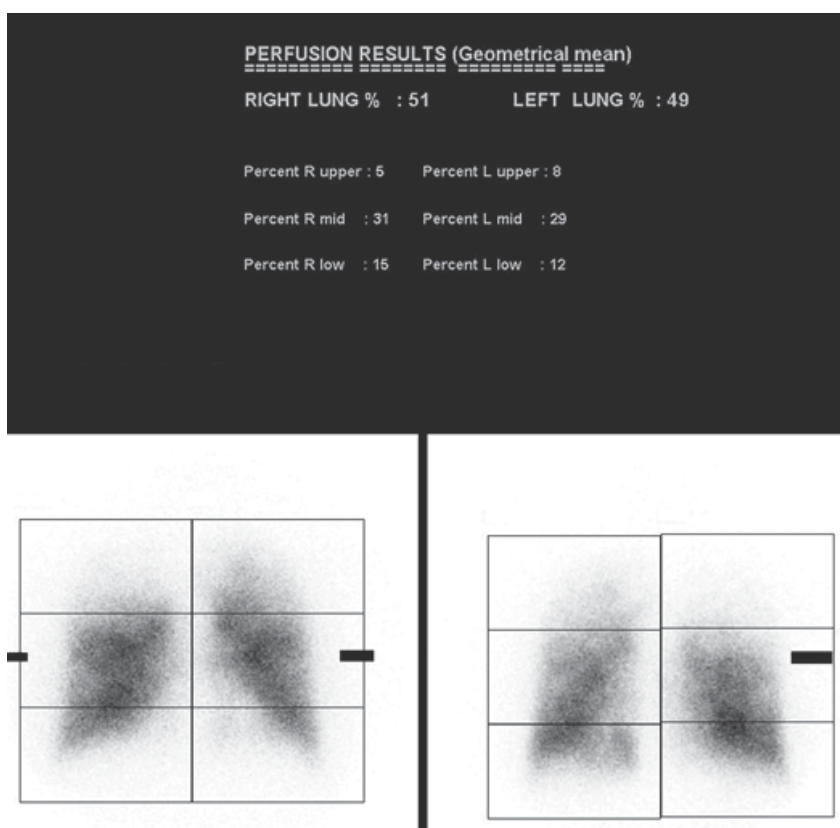 PERFUSION RESULTS (Geometrical mean)
========== ======== ========= ====
RIGHT LUNG % : 51 LEFT LUNG % : 49
Percent R upper : 5 Percent L upper : 8
Percent R mid : 31 Percent L mid : 29
Percent R low : 15 Percent L low : 12